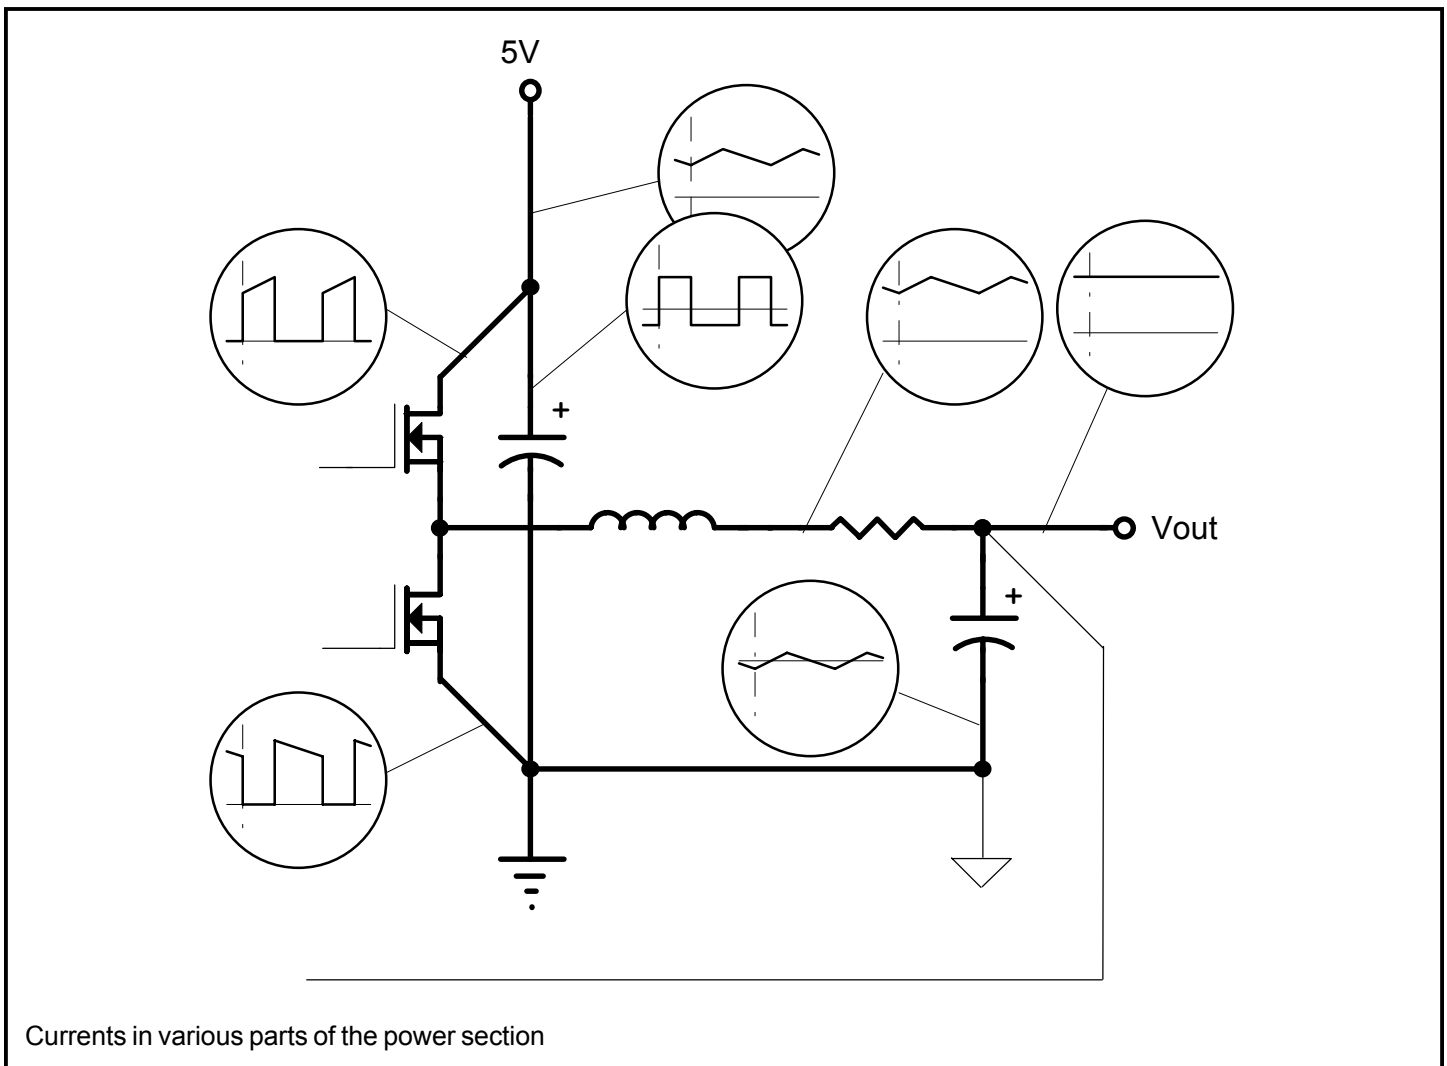 5V
+
Vout
+
Currents in various parts of the power section